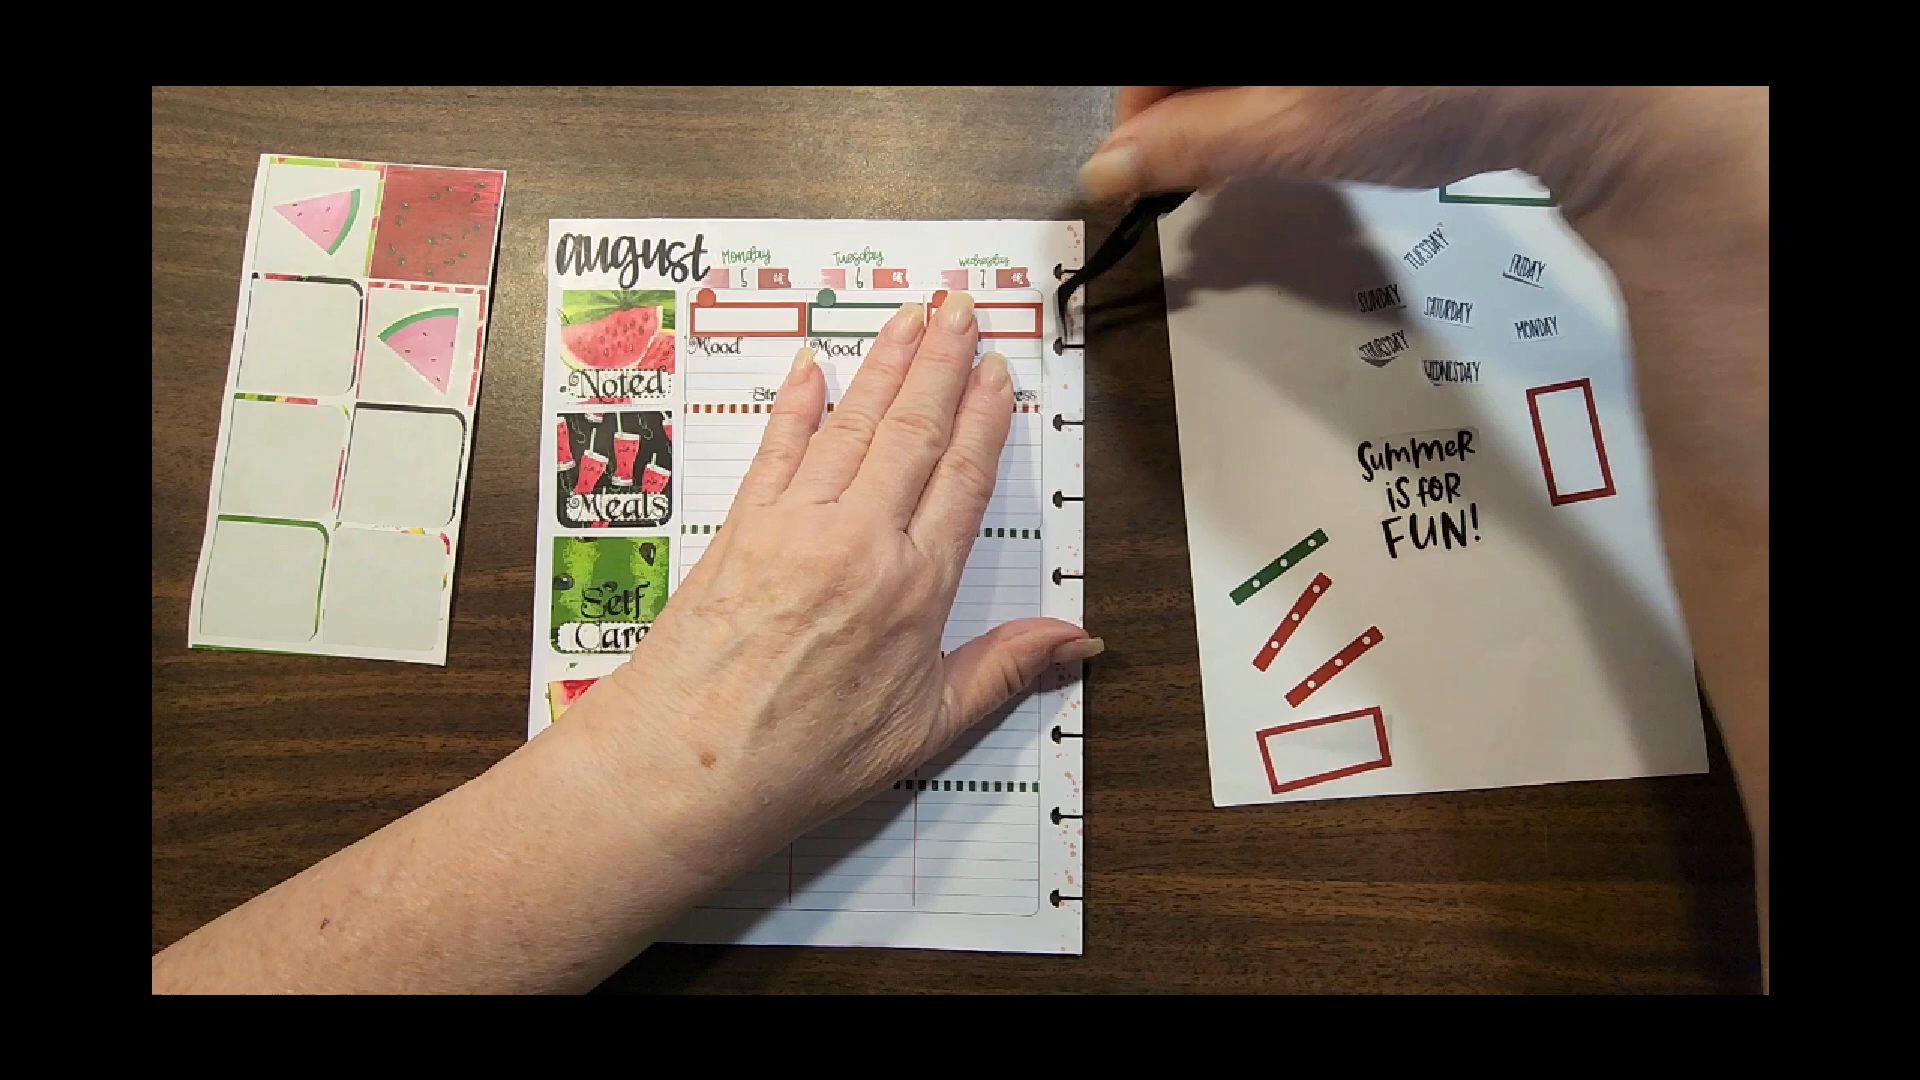 august
Monday Tuesday Wednesday
5 6 7
Mood Mood
Noted
Meals
Self
Care
TUESDAY
FRIDAY
SUNDAY
SATURDAY
MONDAY
THURSDAY
WEDNESDAY
Summer
is for
FUN!